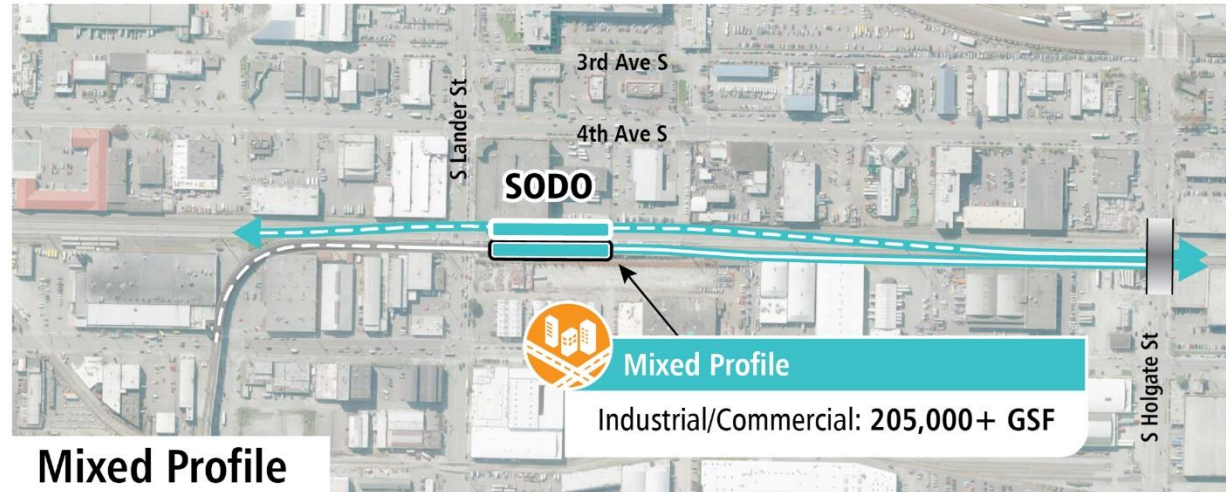 3rd Ave S
S Lander St
4th Ave S
SODO
Mixed Profile
Industrial/Commercial: 205,000+ GSF
S Holgate St
Mixed Profile